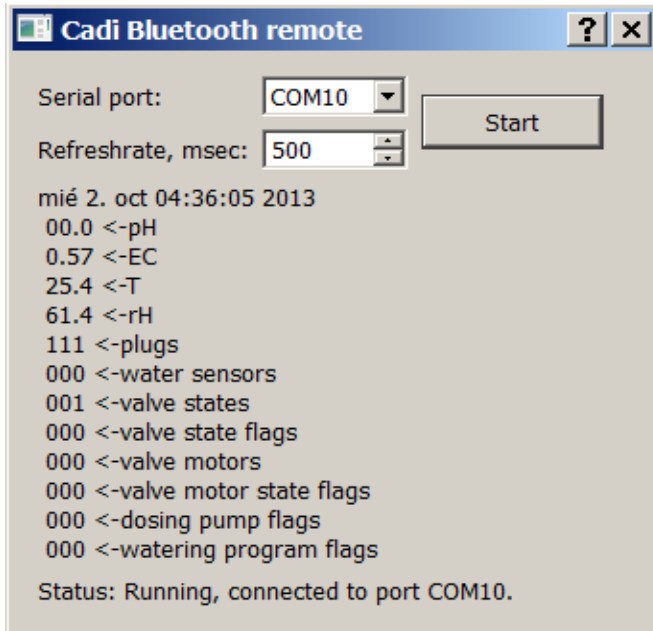 Cadi Bluetooth remote
Serial port: COM10
Start
Refreshrate, msec: 500
mié 2. oct 04:36:05 2013
00.0 <-pH
0.57 <-EC
25.4 <-T
61.4 <-rH
111 <-plugs
000 <-water sensors
001 <-valve states
000 <-valve state flags
000 <-valve motors
000 <-valve motor state flags
000 <-dosing pump flags
000 <-watering program flags
Status: Running, connected to port COM10.